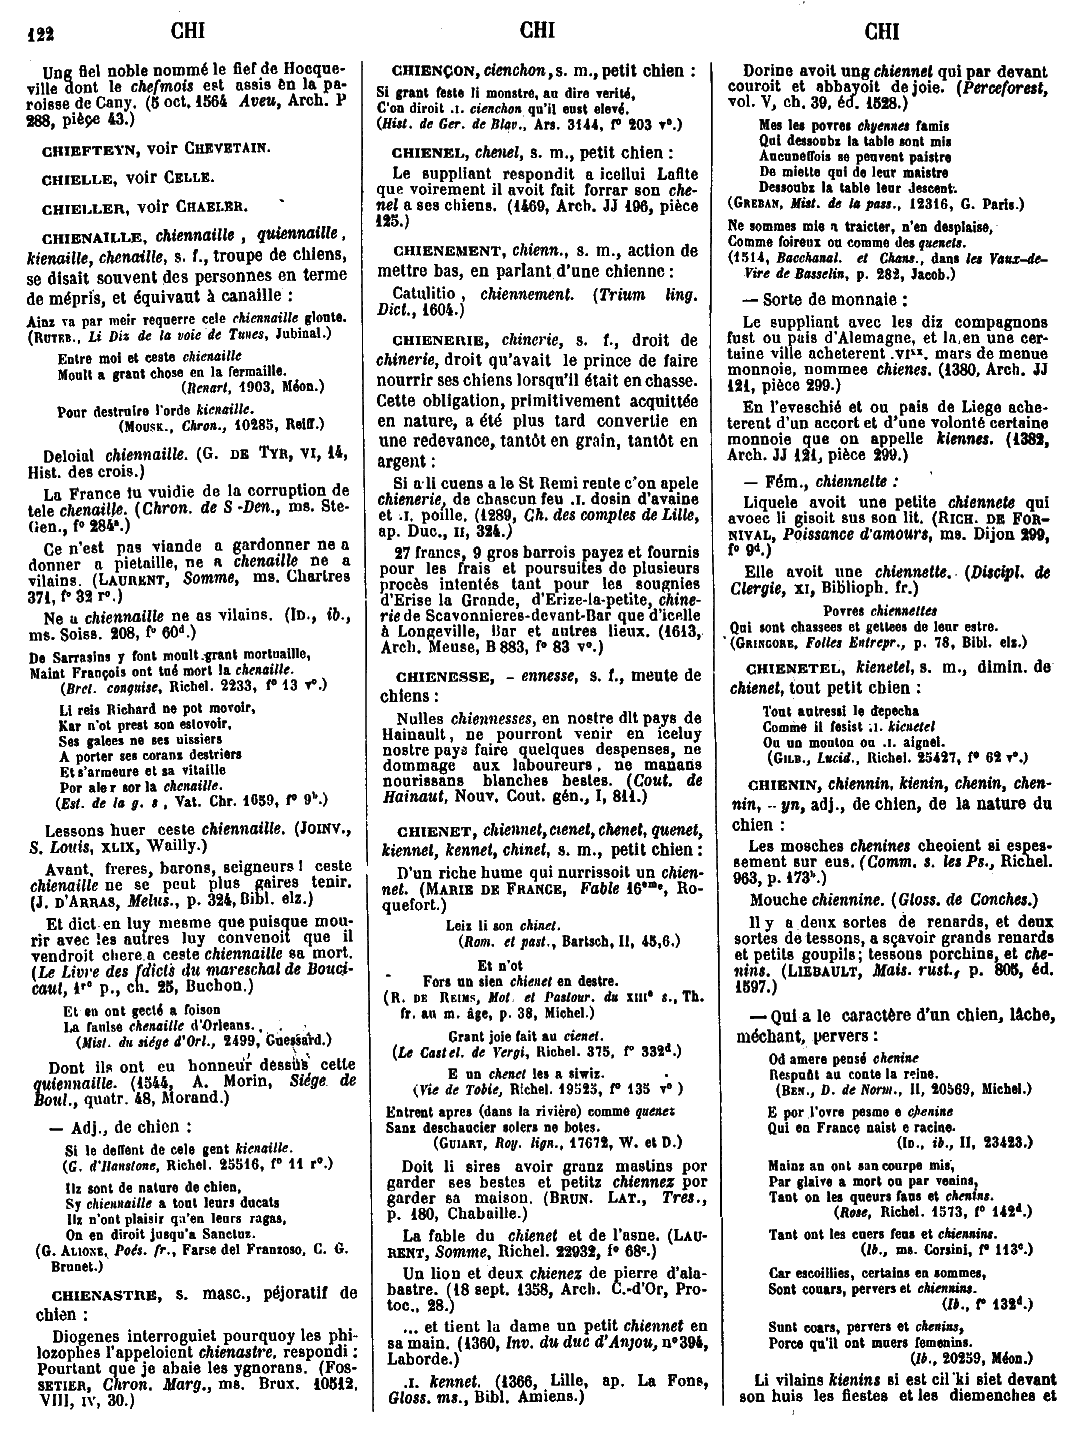 122 CHI CHI CHI
Ung fiel noble nommé le fief de Hocque-
ville dont le chefmois est assis en la pa-
roisse de Cany. (5 oct. 1564 Aveu, Arch. P
288, pièce 43.)
CHIEFTEYN, voir CHEVETAIN.
CHIELLE, voir CELLE.
CHIELLER, voir CHAELER.
CHIENAILLE, chiennaille, quiennaille,
kienaille, chenaille, s. f., troupe de chiens,
se disait souvent des personnes en terme
de mépris, et équivaut à canaille :
Ainz va par meir requerre cele chiennaille gloute.
(RUTEB., Li Diz de la voie de Tunes, Jubinal.)
Entre moi et ceste chienaille
Moult a grant chose en la fermaille.
(Renart, 1903, Méon.)
Pour destruire l'orde kienaille.
(MOUSK., Chron., 10285, Reiff.)
Deloial chiennaille. (G. DE TYR, VI, 14,
Hist. des crois.)
La France fu vuidie de la corruption de
tele chenaille. (Chron. de S -Den., ms. Ste-
Gen., f° 284ª.)
Ce n'est pas viande a gardonner ne a
donner a pietaille, ne a chenaille ne a
vilains. (LAURENT, Somme, ms. Chartres
371, f° 32 r°.)
Ne a chiennaille ne as vilains. (ID., ib.,
ms. Soiss. 208, f° 60d.)
De Sarrasins y font moult grant mortuaille,
Maint François ont tué mort la chenaille.
(Bret. conquise, Richel. 2233, f° 13 v°.)
Li reis Richard ne pot movoir,
Kar n'ot prest son estovoir,
Ses galees ne ses uissiers
A porter ses coranz destriers
Et s'armeure et sa vitaille
Por aler sor la chenaille.
(Est. de la g. s , Vat. Chr. 1659, f° 9b.)
Lessons huer ceste chiennaille. (JOINV.,
S. Louis, XLIX, Wailly.)
Avant, freres, barons, seigneurs ! ceste
chienaille ne se peut plus gaires tenir.
(J. D'ARRAS, Melus., p. 324, Bibl. elz.)
Et dict en luy mesme que puisque mou-
rir avec les autres luy convenoit que il
vendroit chere a ceste chiennaille sa mort.
(Le Livre des fdicts du mareschal de Bouci-
caut, 1re p., ch. 25, Buchon.)
Et en ont gecté a foison
La faulse chenaille d'Orleans.
(Mist. du siége d'Orl., 2499, Guessard.)
Dont ils ont eu honneur dessus cette
quiennaille. (1544, A. Morin, Siége de
Boul., quatr. 48, Morand.)
— Adj., de chien :
Si le deffent de cele gent kienaille.
(G. d'Hanstone, Richel. 25516, f° 11 r°.)
Ilz sont de nature de chien,
Sy chiennaille a tout leurs ducats
Ilz n'ont plaisir qu'en leurs ragas,
On en diroit jusqu'a Sanctus.
(G. ALIONE, Poés. fr., Farse del Franzoso, C. G.
Brunet.)
CHIENASTRE, s. masc., péjoratif de
chien :
Diogenes interroguiet pourquoy les phi-
lozophes l'appeloient chienastre, respondi :
Pourtant que je abaie les ygnorans. (FOS-
SETIER, Chron. Marg., ms. Brux. 10512,
VIII, IV, 30.)
CHIENÇON, cienchon, s. m., petit chien :
Si grant feste li monstre, au dire verité,
C'on diroit .I. cienchon qu'il eust elevé.
(Hist. de Ger. de Blav., Ars. 3144, f° 203 v°.)
CHIENEL, chenel, s. m., petit chien :
Le suppliant respondit a icellui Lafite
que voirement il avoit fait forrar son che-
nel a ses chiens. (1469, Arch. JJ 196, pièce
125.)
CHIENEMENT, chienn., s. m., action de
mettre bas, en parlant d'une chienne :
Catulitio, chiennement. (Trium ling.
Dict., 1604.)
CHIENERIE, chinerie, s. f., droit de
chinerie, droit qu'avait le prince de faire
nourrir ses chiens lorsqu'il était en chasse.
Cette obligation, primitivement acquittée
en nature, a été plus tard convertie en
une redevance, tantôt en grain, tantôt en
argent :
Si a li cuens a le St Remi rente c'on apele
chienerie, de chascun feu .I. dosin d'avaine
et .I. poille. (1289, Ch. des comptes de Lille,
ap. Duc., II, 324.)
27 francs, 9 gros barrois payez et fournis
pour les frais et poursuites de plusieurs
procès intentés tant pour les sougnies
d'Erise la Grande, d'Erize-la-petite, chine-
rie de Scavonnieres-devant-Bar que d'icelle
à Longeville, Bar et autres lieux. (1613,
Arch. Meuse, B 883, f° 83 v°.)
CHIENESSE, - ennesse, s. f., meute de
chiens :
Nulles chiennesses, en nostre dit pays de
Hainault, ne pourront venir en iceluy
nostre pays faire quelques despenses, ne
dommage aux laboureurs, ne manans
nourissans blanches bestes. (Cout. de
Hainaut, Nouv. Cout. gén., I, 811.)
CHIENET, chiennet, cienet, chenet, quenet,
kiennet, kennet, chinet, s. m., petit chien :
D'un riche hume qui nurrissoit un chien-
net. (MARIE DE FRANCE, Fable 16eme, Ro-
quefort.)
Leiz li son chinet.
(Rom. et past., Bartsch, II, 45,6.)
Et n'ot
Fors un sien chienet en destre.
(R. DE REIMS, Mot. et Pastour. du XIIIe s., Th.
fr. au m. âge, p. 38, Michel.)
Grant joie fait au cienet.
(Le Castel. de Vergi, Richel. 375, f° 332d.)
E un chenet les a siwiz.
(Vie de Tobie, Richel. 19525, f° 135 v° )
Entrent apres (dans la rivière) comme quenez
Sanz deschaucier solers ne botes.
(GUIART, Roy. lign., 17672, W. et D.)
Doit li sires avoir granz mastins por
garder ses bestes et petitz chiennez por
garder sa maison. (BRUN. LAT., Tres.,
p. 180, Chabaille.)
La fable du chienet et de l'asne. (LAU-
RENT, Somme, Richel. 22932, f° 68c.)
Un lion et deux chienez de pierre d'ala-
bastre. (18 sept. 1358, Arch. C.-d'Or, Pro-
toc., 28.)
... et tient la dame un petit chiennet en
sa main. (1360, Inv. du duc d'Anjou, n° 394,
Laborde.)
.I. kennet. (1366, Lille, ap. La Fons,
Gloss. ms., Bibl. Amiens.)
Dorine avoit ung chiennet qui par devant
couroit et abbayoit de joie. (Perceforest,
vol. V, ch. 39, éd. 1528.)
Mes les povres chyennes famis
Qui dessoubz la table sont mis
Aucuneffois se peuvent paistre
De miette qui de leur maistre
Dessoubz la table leur descent.
(GREBAN, Mist. de la pass., 12316, G. Paris.)
Ne sommes mie a traicter, n'en desplaise,
Comme foireux ou comme des quenets.
(1514, Bacchanal. et Chans., dans les Vaux-de-
Vire de Basselin, p. 282, Jacob.)
— Sorte de monnaie :
Le suppliant avec les diz compagnons
fust ou pais d'Alemagne, et la en une cer-
taine ville acheterent .VIxx. mars de menue
monnoie, nommee chienes. (1380, Arch. JJ
121, pièce 299.)
En l'eveschié et ou pais de Liege ache-
terent d'un accort et d'une volonté certaine
monnoie que on appelle kiennes. (1382,
Arch. JJ 121, pièce 299.)
— Fém., chiennette :
Liquele avoit une petite chiennete qui
avoec li gisoit sus son lit. (RICH. DE FOR-
NIVAL, Poissance d'amours, ms. Dijon 299,
f° 9d.)
Elle avoit une chiennette. (Discipl. de
Clergie, XI, Biblioph. fr.)
Povres chiennettes
Qui sont chassees et gettees de leur estre.
(GRINGORE, Folles Entrepr., p. 78, Bibl. elz.)
CHIENETEL, kienetel, s. m., dimin. de
chienet, tout petit chien :
Tout autressi le depecha
Comme il fesist .I. kienetel
Ou un mouton ou .I. aignel.
(GILB., Lucid., Richel. 25427, f° 62 v°.)
CHIENIN, chiennin, kienin, chenin, chen-
nin, - yn, adj., de chien, de la nature du
chien :
Les mosches chenines cheoient si espes-
sement sur eus. (Comm. s. les Ps., Richel.
963, p. 173b.)
Mouche chiennine. (Gloss. de Conches.)
Il y a deux sortes de renards, et deux
sortes de tessons, a sçavoir grands renards
et petits goupils; tessons porchins, et che-
nins. (LIEBAULT, Mais. rust., p. 805, éd.
1597.)
— Qui a le caractère d'un chien, lâche,
méchant, pervers :
Od amere pensé chenine
Respuñt au conte la reine.
(BEN., D. de Norm., II, 20569, Michel.)
E por l'ovre pesme e chenine
Qui en France naist e racine.
(ID., ib., II, 23423.)
Mainz an ont san courpe mis,
Par glaive a mort ou par venins,
Tant on les queurs faus et chenins.
(Rose, Richel. 1573, f° 142d.)
Tant ont les cuers feus et chiennins.
(Ib., ms. Corsini, f° 113c.)
Car escoillies, certains en sommes,
Sont couars, pervers et chiennins.
(Ib., f° 132d.)
Sunt coars, pervers et chenins,
Porce qu'il ont muers femenins.
(Ib., 20259, Méon.)
Li vilains kienins si est cil ki siet devant
son huis les fiestes et les diemenches et